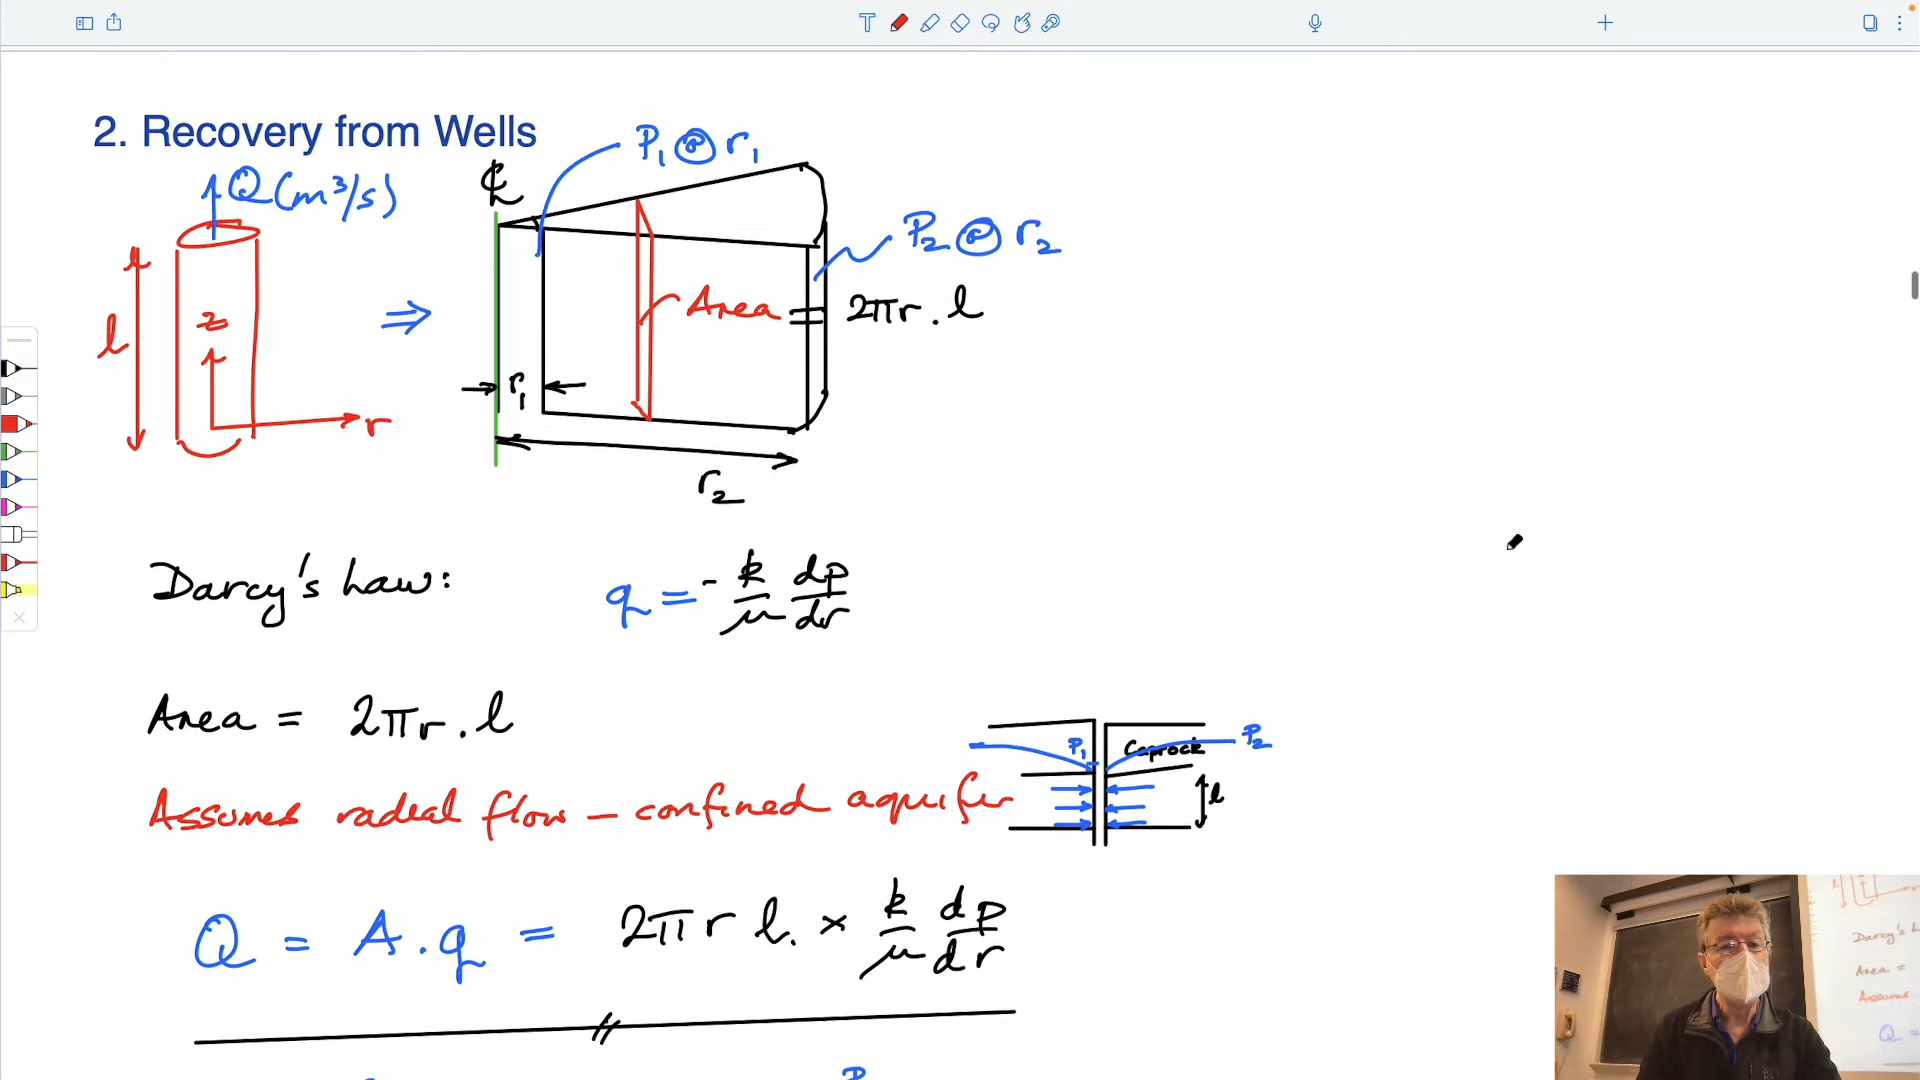 2. Recovery from Wells
Q (m³/s)
l
z
r
⇒
℄
P₁ @ r₁
P₂ @ r₂
Area = 2πr . l
r₁
r₂
Darcy's Law: q = - k/μ dp/dr
Area = 2πr . l
P₁ Caprock P₂
l
Assumes radial flow – confined aquifer
Q = A . q = 2πr l . × k/μ dp/dr